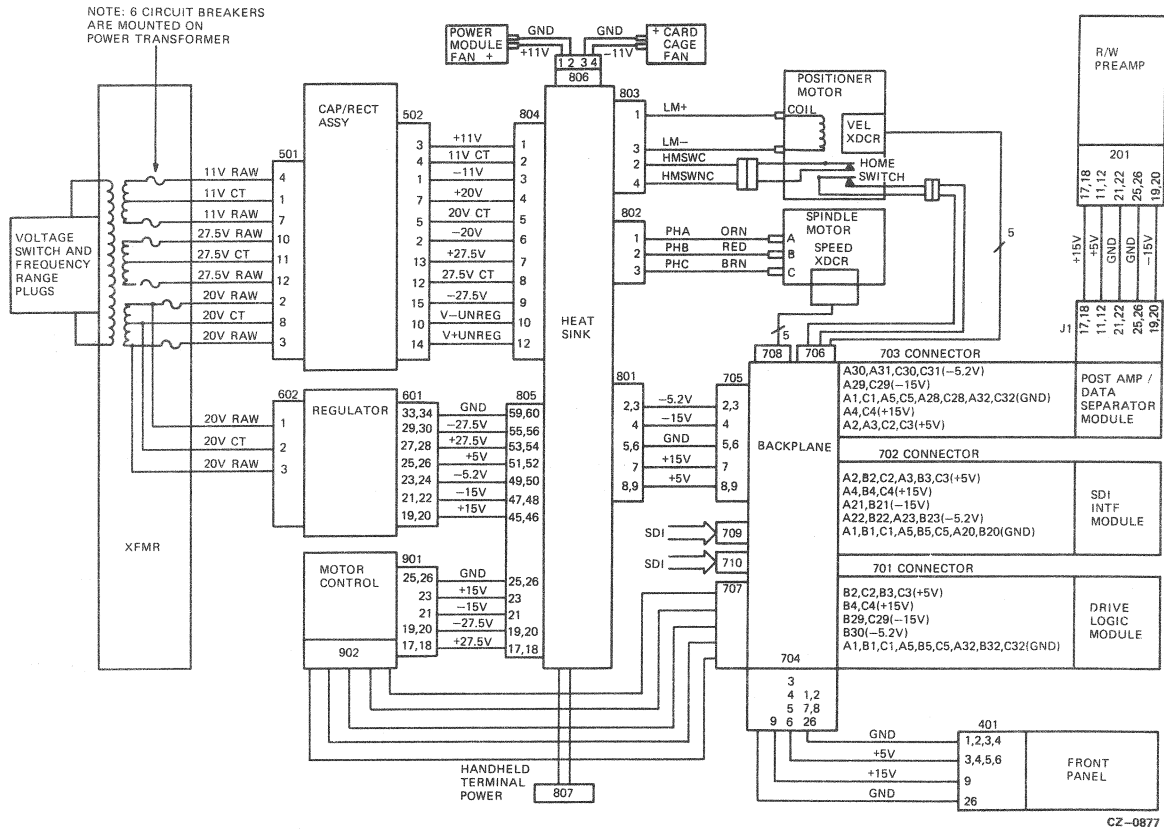 NOTE: 6 CIRCUIT BREAKERS
ARE MOUNTED ON
POWER TRANSFORMER
POWER
MODULE
FAN +
GND
+11V
GND
-11V
+ CARD
CAGE
FAN
1 2 3 4
806
VOLTAGE
SWITCH AND
FREQUENCY
RANGE
PLUGS
XFMR
11V RAW
11V CT
11V RAW
27.5V RAW
27.5V CT
27.5V RAW
20V RAW
20V CT
20V RAW
501
4
1
7
10
11
12
2
8
3
CAP/RECT
ASSY
502
3
4
1
7
5
2
13
12
15
10
14
+11V
11V CT
-11V
+20V
20V CT
-20V
+27.5V
27.5V CT
-27.5V
V-UNREG
V+UNREG
804
1
2
3
4
5
6
7
8
9
10
12
HEAT
SINK
20V RAW
20V CT
20V RAW
602
1
2
3
REGULATOR
601
33,34
29,30
27,28
25,26
23,24
21,22
19,20
GND
-27.5V
+27.5V
+5V
-5.2V
-15V
+15V
805
59,60
55,56
53,54
51,52
49,50
47,48
45,46
MOTOR
CONTROL
902
901
25,26
23
21
19,20
17,18
GND
+15V
-15V
-27.5V
+27.5V
25,26
23
21
19,20
17,18
HANDHELD
TERMINAL
POWER
807
803
1
3
2
4
LM+
LM-
HMSWC
HMSWNC
POSITIONER
MOTOR
COIL
VEL
XDCR
HOME
SWITCH
802
1
2
3
PHA ORN
PHB RED
PHC BRN
SPINDLE
MOTOR
A
B
C
SPEED
XDCR
5
5
801
2,3
4
5,6
7
8,9
-5.2V
-15V
GND
+15V
+5V
705
2,3
4
5,6
7
8,9
708
706
BACKPLANE
SDI
709
SDI
710
707
704
3
4 1,2
5 7,8
9 6 26
R/W
PREAMP
201
17,18
11,12
21,22
25,26
19,20
+15V
+5V
GND
GND
-15V
J1
17,18
11,12
21,22
25,26
19,20
703 CONNECTOR
A30,A31,C30,C31(-5.2V)
A29,C29(-15V)
A1,C1,A5,C5,A28,C28,A32,C32(GND)
A4,C4(+15V)
A2,A3,C2,C3(+5V)
POST AMP /
DATA
SEPARATOR
MODULE
702 CONNECTOR
A2,B2,C2,A3,B3,C3(+5V)
A4,B4,C4(+15V)
A21,B21(-15V)
A22,B22,A23,B23(-5.2V)
A1,B1,C1,A5,B5,C5,A20,B20(GND)
SDI
INTF
MODULE
701 CONNECTOR
B2,C2,B3,C3(+5V)
B4,C4(+15V)
B29,C29(-15V)
B30(-5.2V)
A1,B1,C1,A5,B5,C5,A32,B32,C32(GND)
DRIVE
LOGIC
MODULE
GND
+5V
+15V
GND
401
1,2,3,4
3,4,5,6
9
26
FRONT
PANEL
CZ-0877